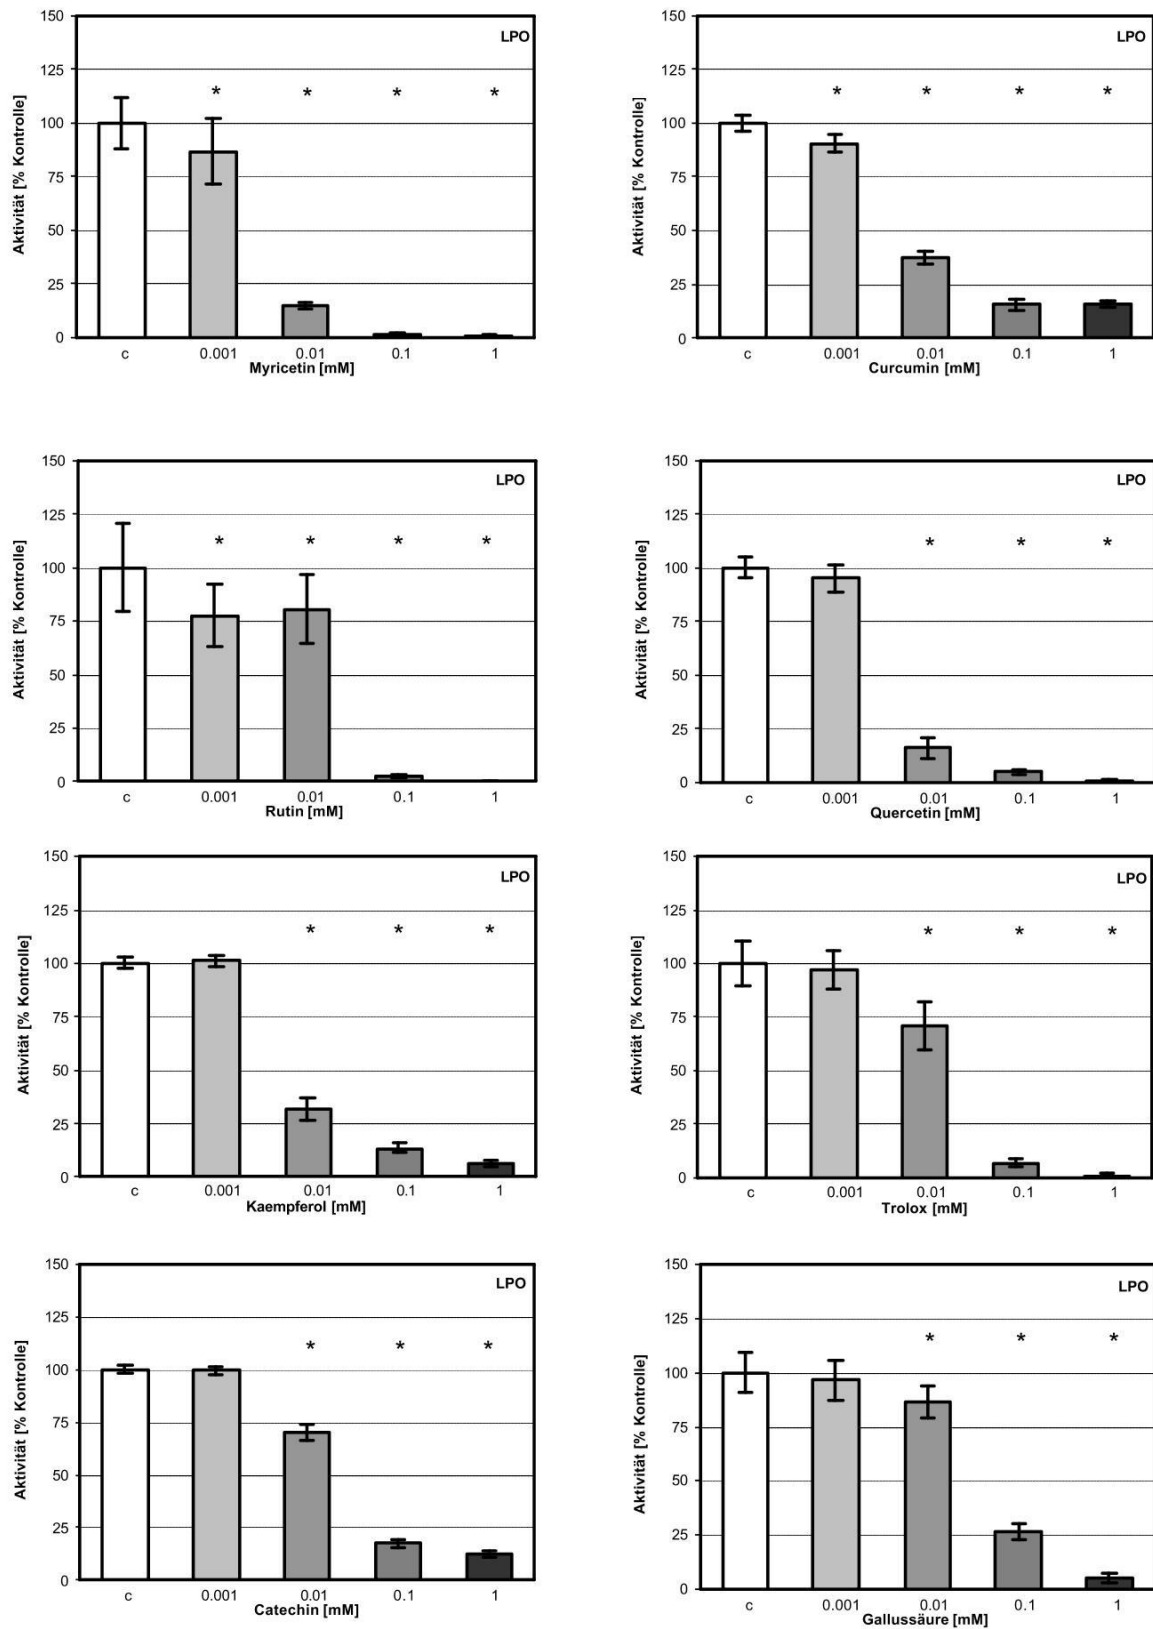 150
LPO
125
* * * *
100
75
50
25
0
Aktivität [% Kontrolle]
c 0.001 0.01 0.1 1
Myricetin [mM]
150
LPO
125
* * * *
100
75
50
25
0
Aktivität [% Kontrolle]
c 0.001 0.01 0.1 1
Curcumin [mM]
150
LPO
125
* * * *
100
75
50
25
0
Aktivität [% Kontrolle]
c 0.001 0.01 0.1 1
Rutin [mM]
150
LPO
125
* * *
100
75
50
25
0
Aktivität [% Kontrolle]
c 0.001 0.01 0.1 1
Quercetin [mM]
150
LPO
125
* * *
100
75
50
25
0
Aktivität [% Kontrolle]
c 0.001 0.01 0.1 1
Kaempferol [mM]
150
LPO
125
* * *
100
75
50
25
0
Aktivität [% Kontrolle]
c 0.001 0.01 0.1 1
Trolox [mM]
150
LPO
125
* * *
100
75
50
25
0
Aktivität [% Kontrolle]
c 0.001 0.01 0.1 1
Catechin [mM]
150
LPO
125
* * *
100
75
50
25
0
Aktivität [% Kontrolle]
c 0.001 0.01 0.1 1
Gallussäure [mM]